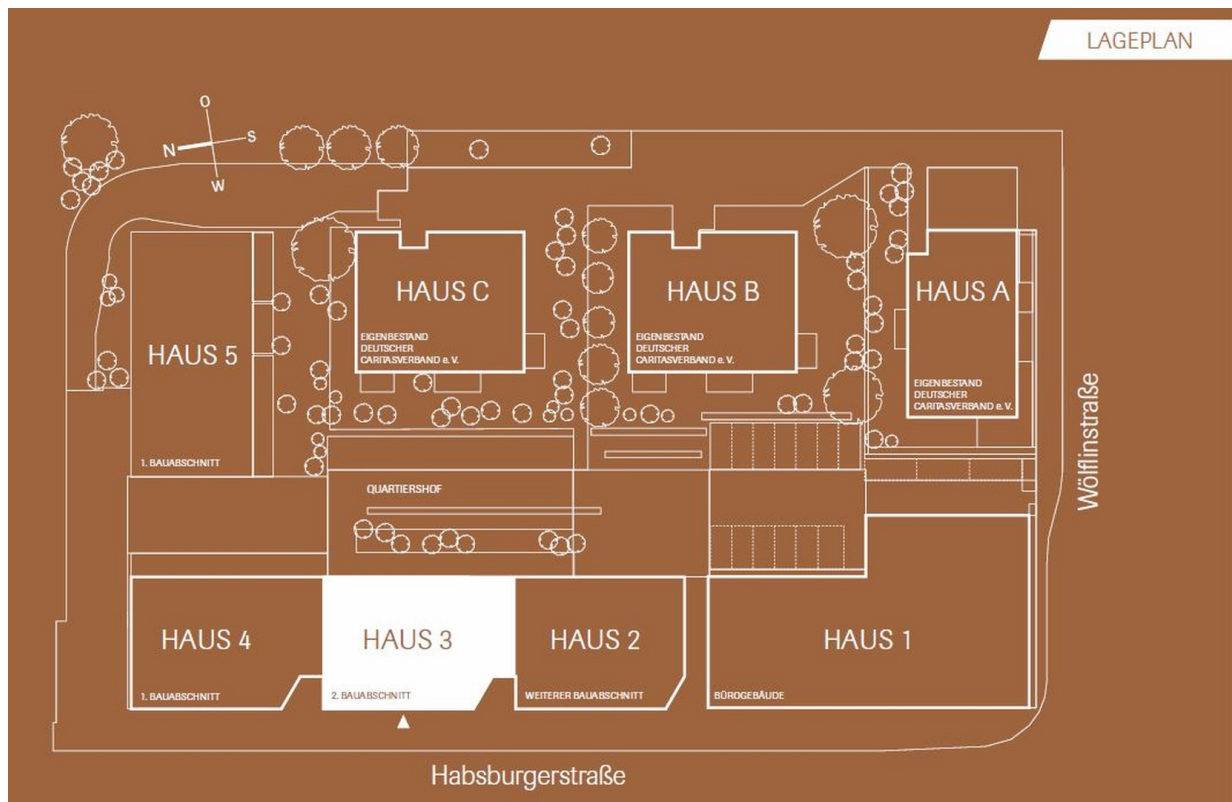 LAGEPLAN
O
N
S
W
HAUS C
EIGENBESTAND
DEUTSCHER
CARITASVERBAND e. V.
HAUS B
EIGENBESTAND
DEUTSCHER
CARITASVERBAND e. V.
HAUS A
EIGENBESTAND
DEUTSCHER
CARITASVERBAND e. V.
HAUS 5
1. BAUABSCHNITT
Wölflinstraße
QUARTIERSHOF
HAUS 4
1. BAUABSCHNITT
HAUS 3
2. BAUABSCHNITT
HAUS 2
WEITERER BAUABSCHNITT
HAUS 1
BÜROGEBÄUDE
Habsburgerstraße